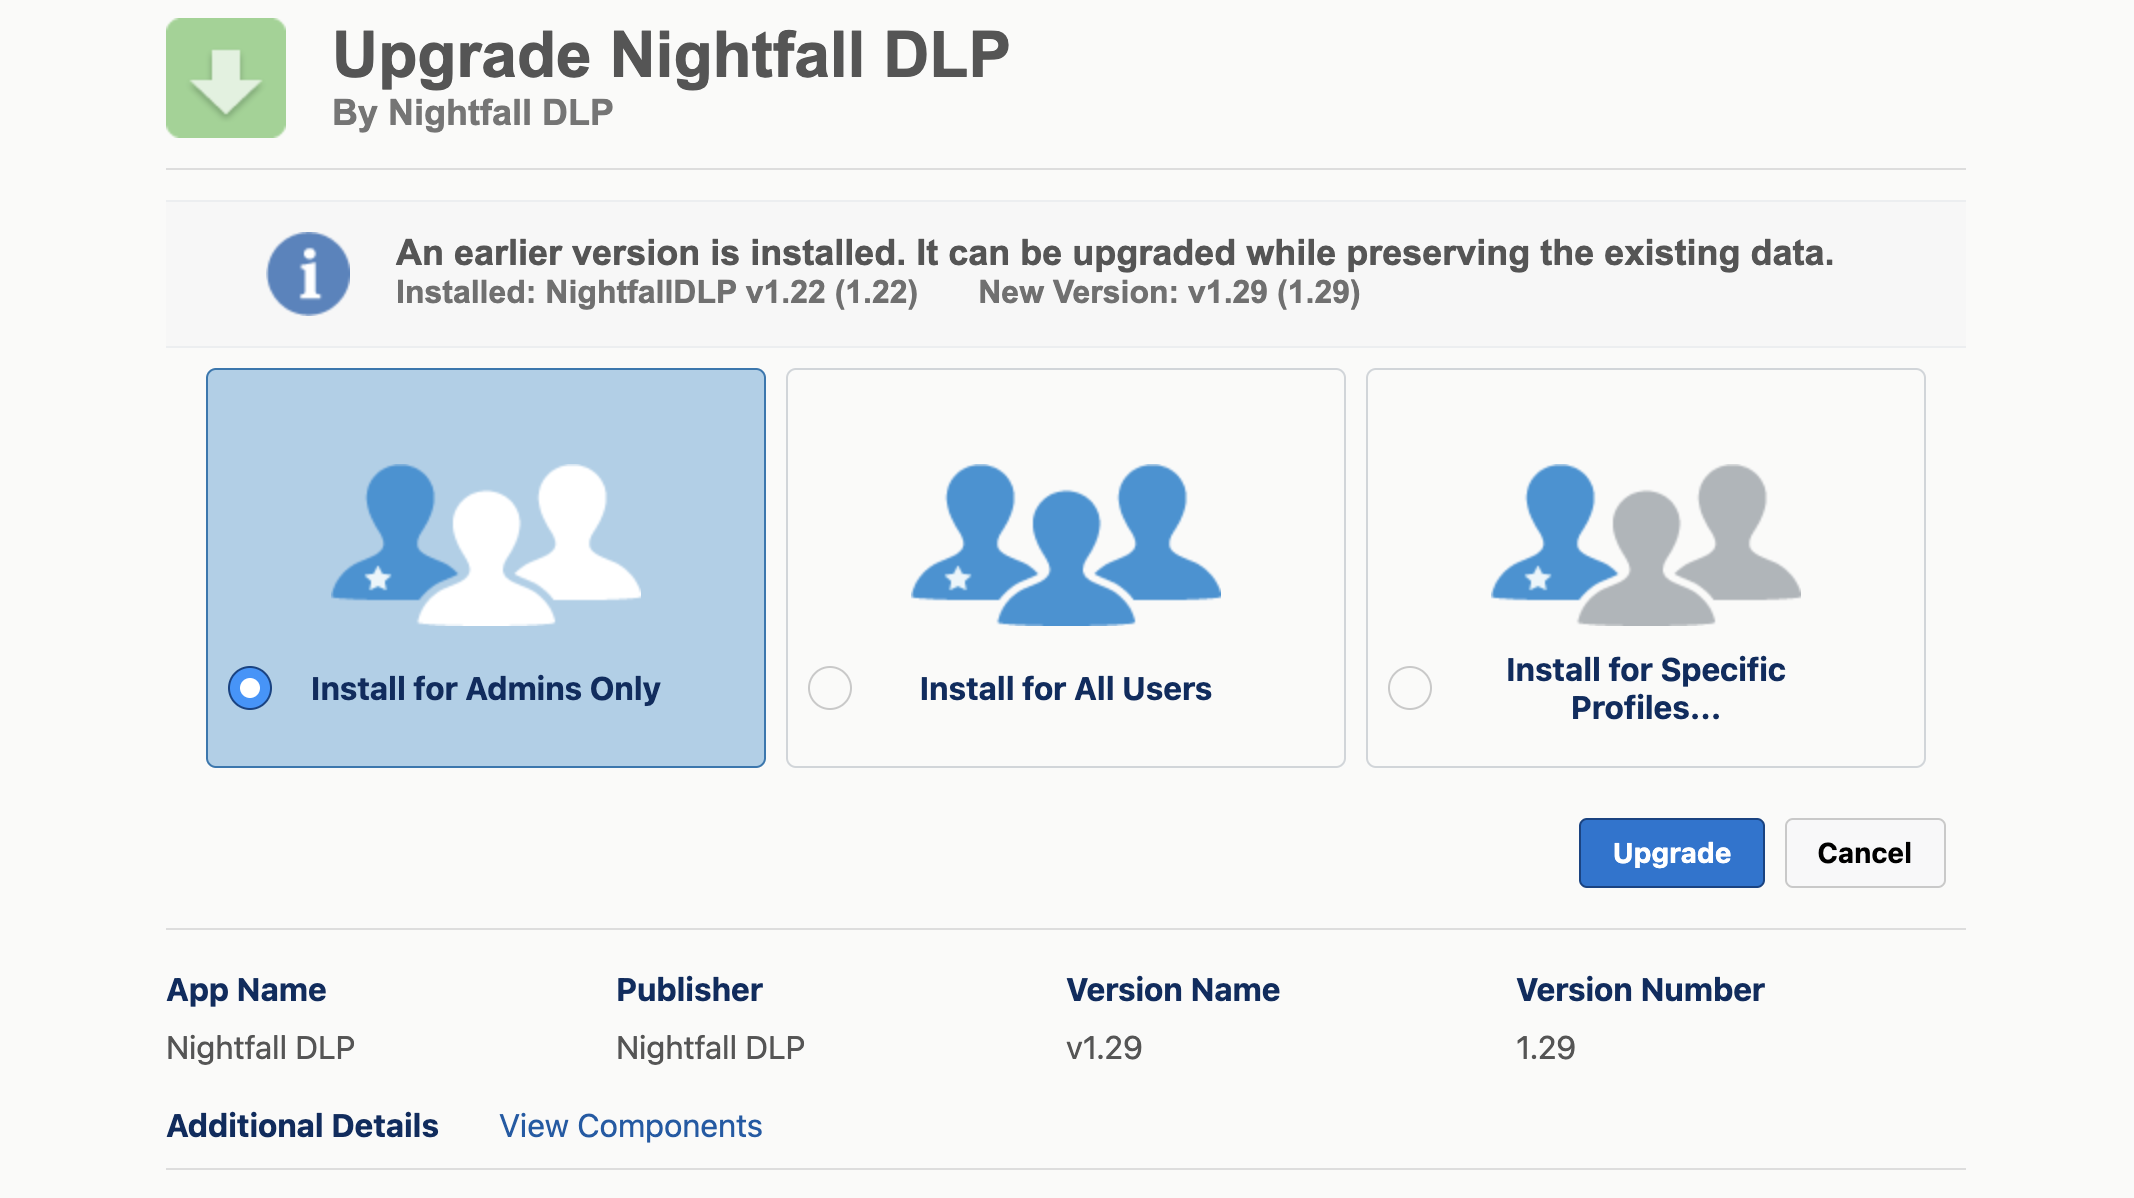 Upgrade Nightfall DLP
By Nightfall DLP
An earlier version is installed. It can be upgraded while preserving the existing data.
Installed: NightfallDLP v1.22 (1.22) New Version: v1.29 (1.29)
Install for Admins Only
Install for All Users
Install for Specific
Profiles...
Upgrade Cancel
App Name Publisher Version Name Version Number
Nightfall DLP Nightfall DLP v1.29 1.29
Additional Details View Components